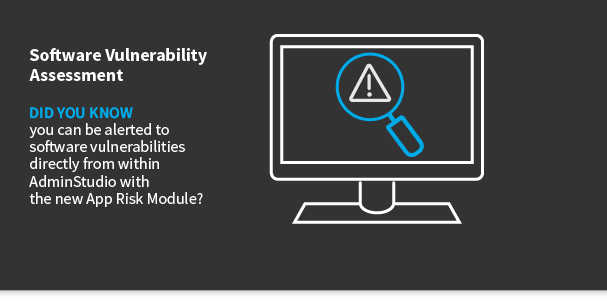 Software Vulnerability
Assessment
DID YOU KNOW
you can be alerted to
software vulnerabilities
directly from within
AdminStudio with
the new App Risk Module?